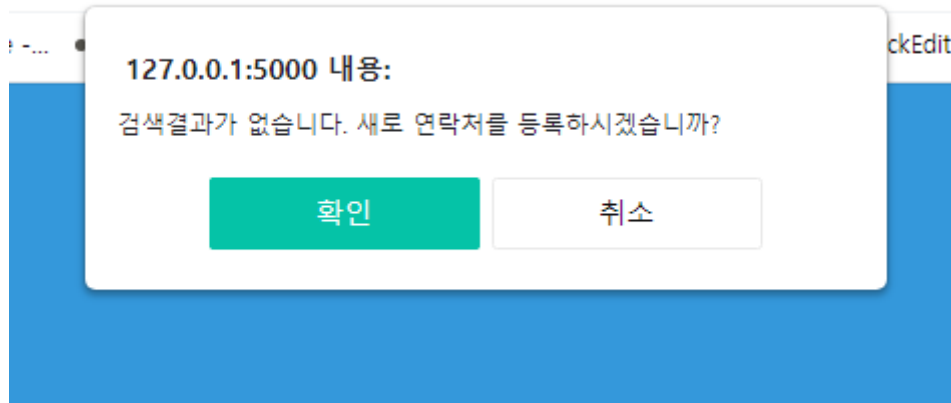 -...
ckEdit
127.0.0.1:5000 내용:
검색결과가 없습니다. 새로 연락처를 등록하시겠습니까?
확인
취소